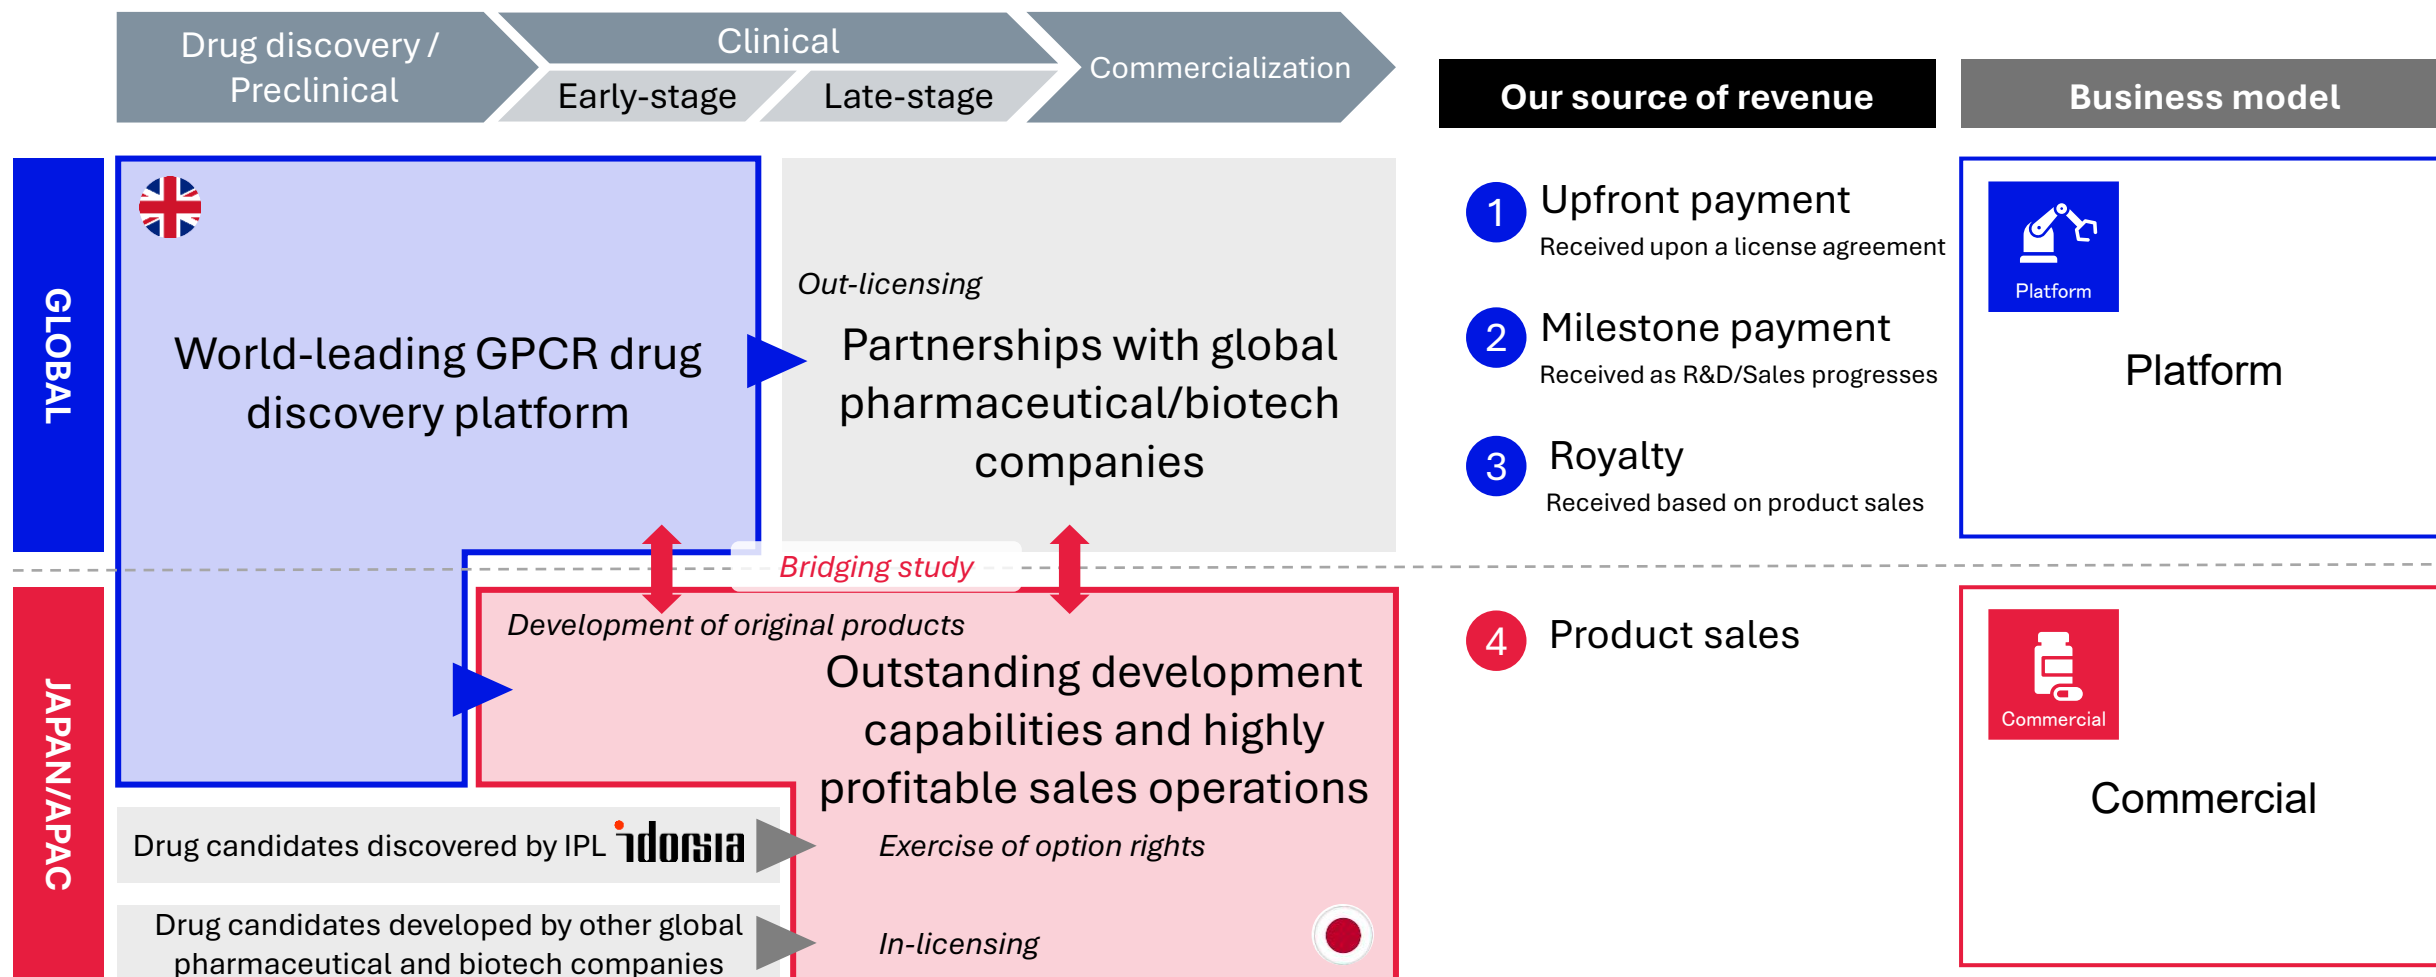 Drug discovery /
Preclinical
Clinical
Early-stage
Late-stage
Commercialization
Our source of revenue
Business model
GLOBAL
World-leading GPCR drug
discovery platform
Out-licensing
Partnerships with global
pharmaceutical/biotech
companies
1 Upfront payment
Received upon a license agreement
2 Milestone payment
Received as R&D/Sales progresses
3 Royalty
Received based on product sales
Platform
Platform
Bridging study
JAPAN/APAC
Development of original products
Outstanding development
capabilities and highly
profitable sales operations
Drug candidates discovered by IPL idorsia
Exercise of option rights
Drug candidates developed by other global
pharmaceutical and biotech companies
In-licensing
4 Product sales
Commercial
Commercial